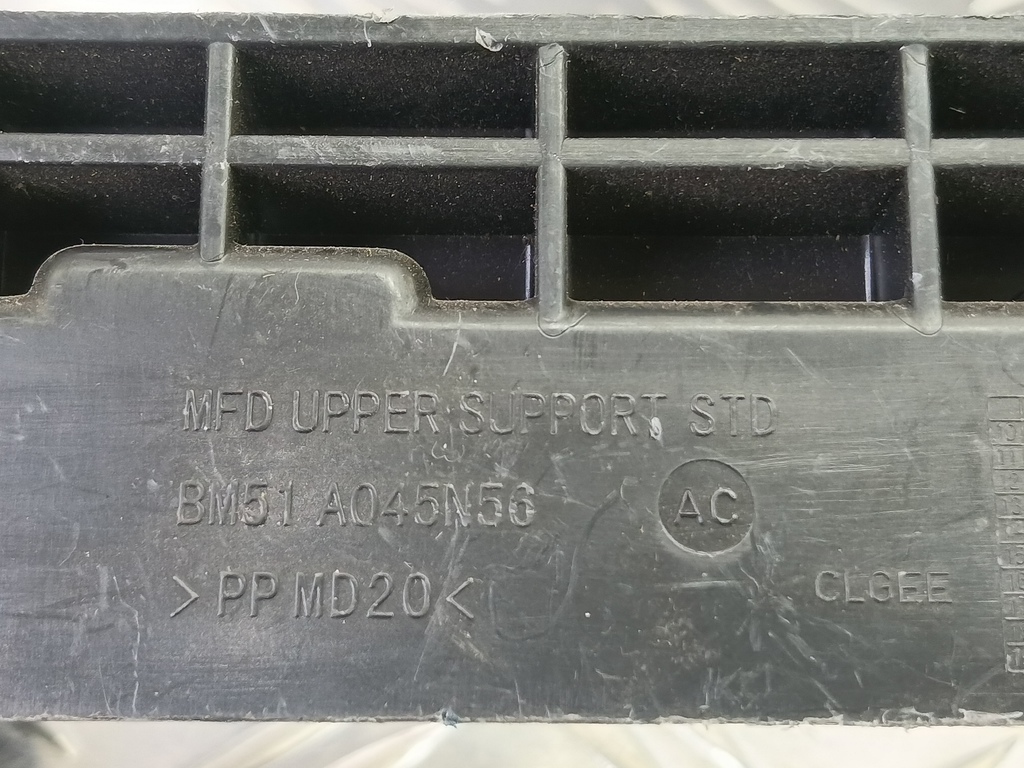 MFD UPPER SUPPORT STD
BM51 A045N56 AC
>PP MD20<
CLGEE